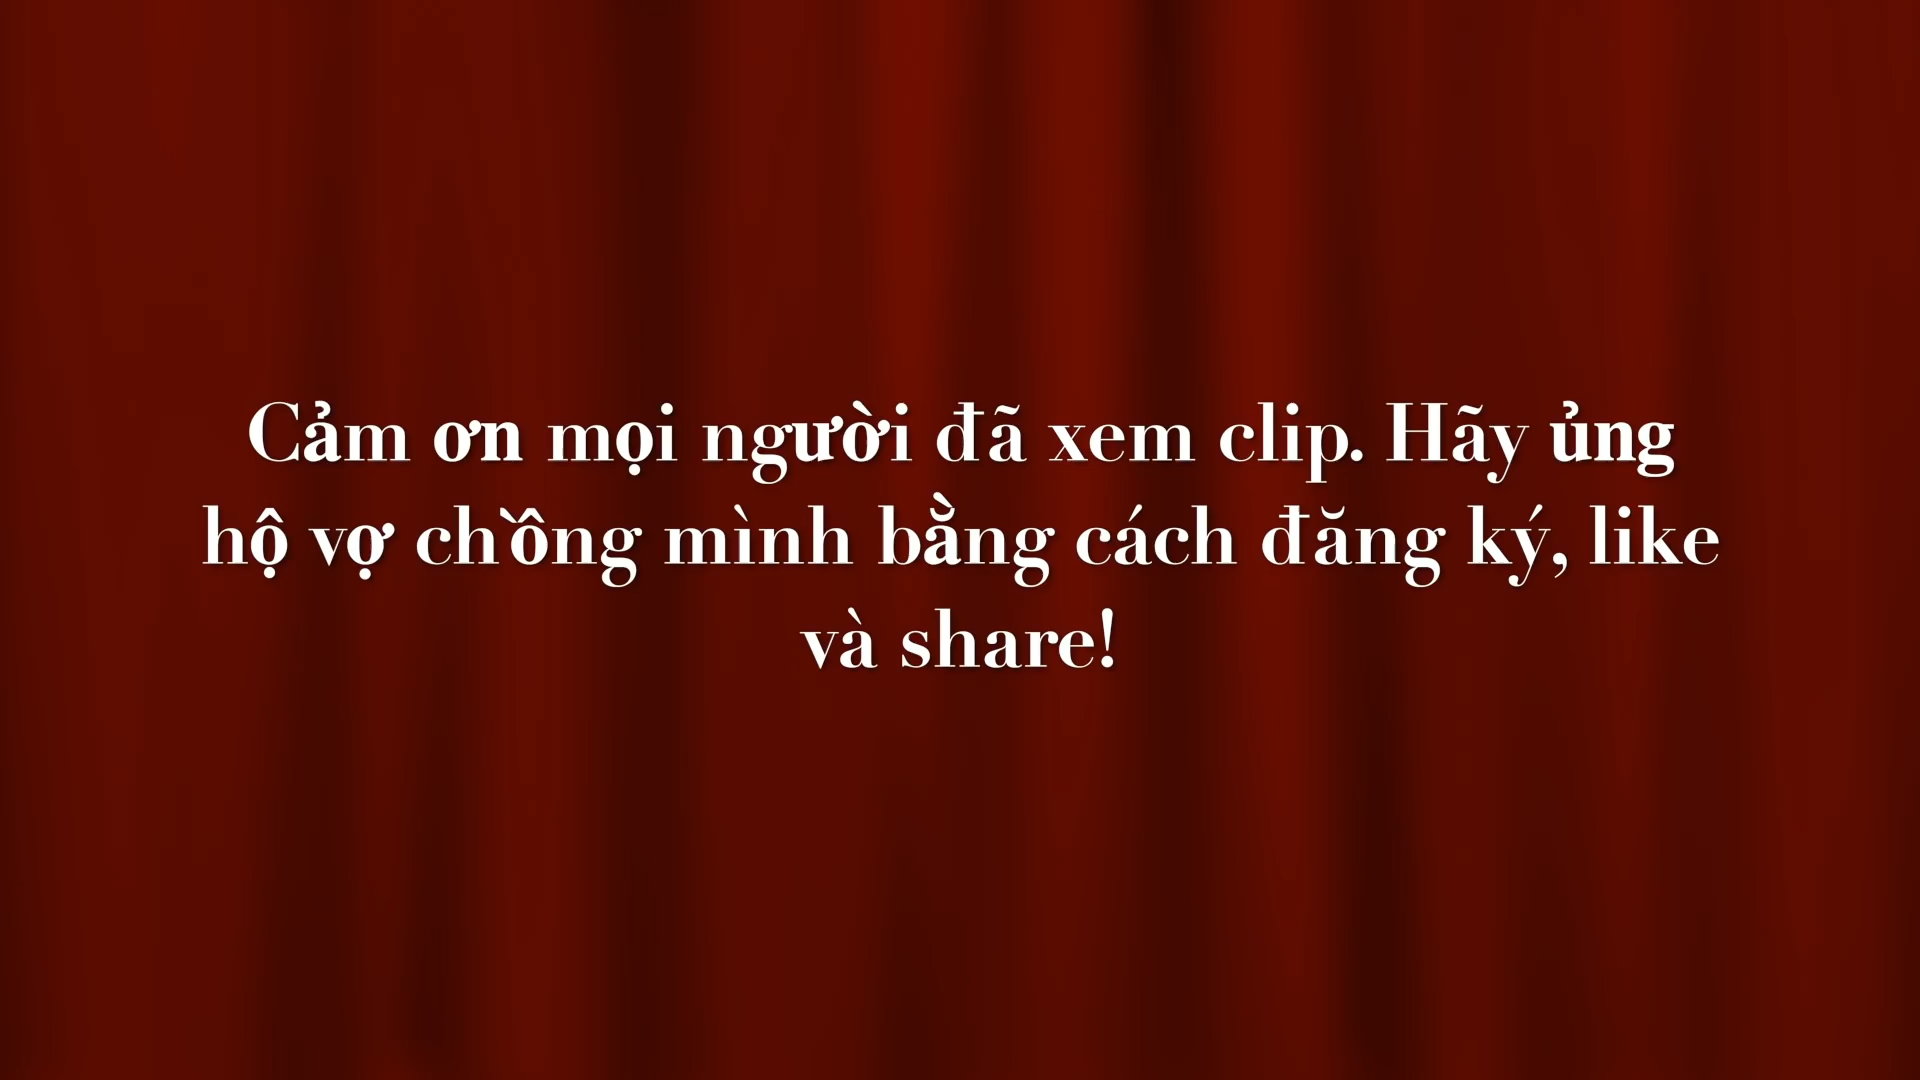 Cảm ơn mọi người đã xem clip. Hãy ủng
hộ vợ chồng mình bằng cách đăng ký, like
và share!